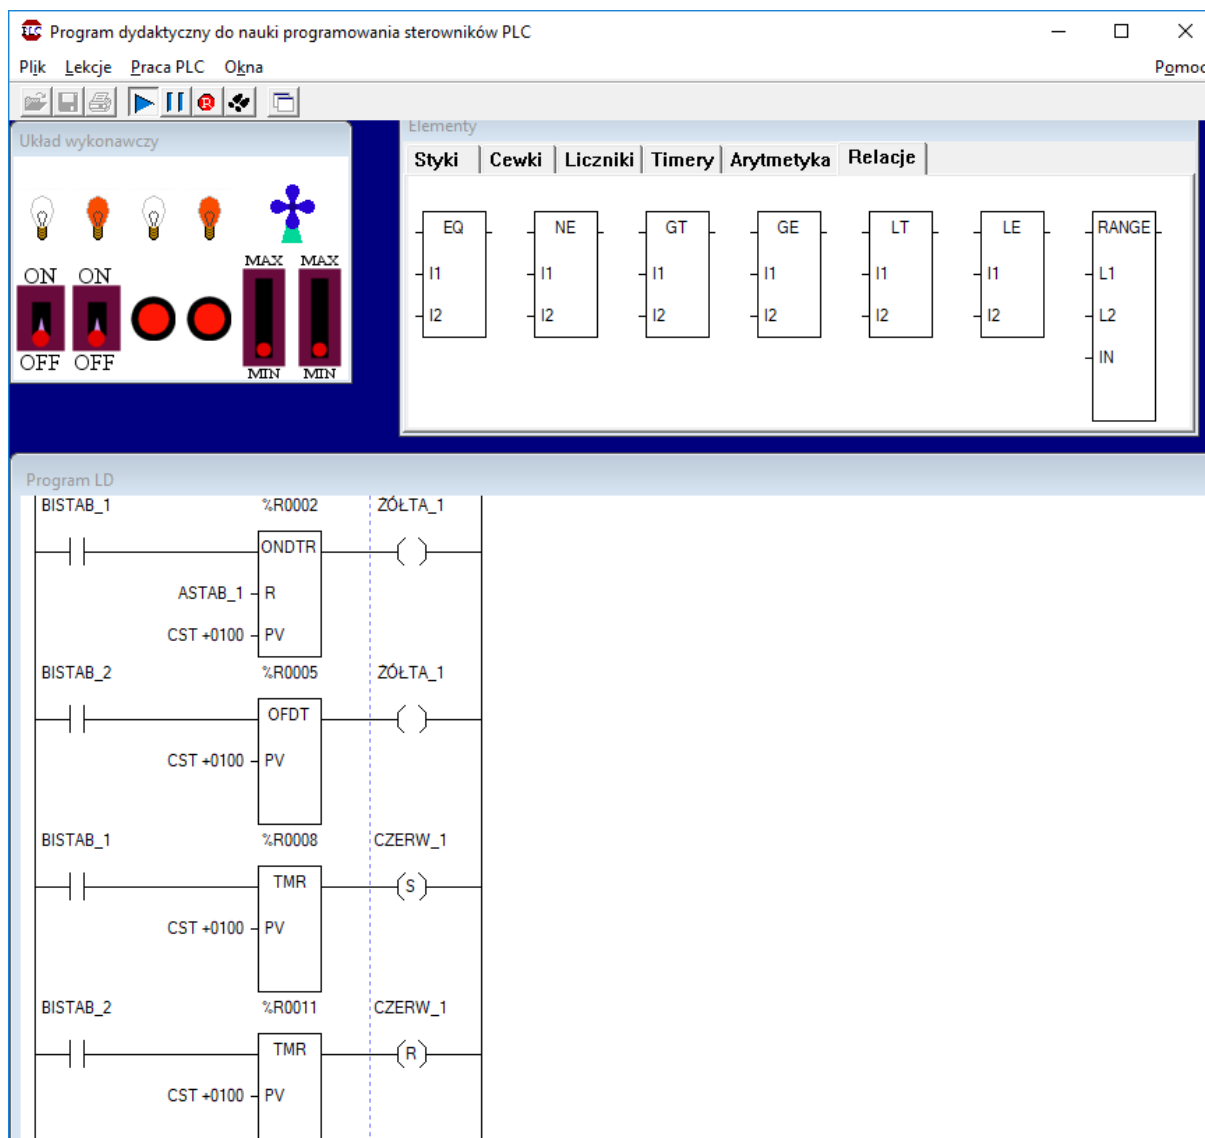 PLC Program dydaktyczny do nauki programowania sterowników PLC
Plik Lekcje Praca PLC Okna Pomoc
R
Układ wykonawczy
Elementy
Styki Cewki Liczniki Timery Arytmetyka Relacje
EQ NE GT GE LT LE RANGE
I1 I1 I1 I1 I1 I1 L1
I2 I2 I2 I2 I2 I2 L2
IN
MAX MAX
ON ON
OFF OFF
MIN MIN
Program LD
BISTAB_1 %R0002 ŻÓŁTA_1
ONDTR
ASTAB_1 R
CST +0100 PV
BISTAB_2 %R0005 ŻÓŁTA_1
OFDT
CST +0100 PV
BISTAB_1 %R0008 CZERW_1
TMR S
CST +0100 PV
BISTAB_2 %R0011 CZERW_1
TMR R
CST +0100 PV